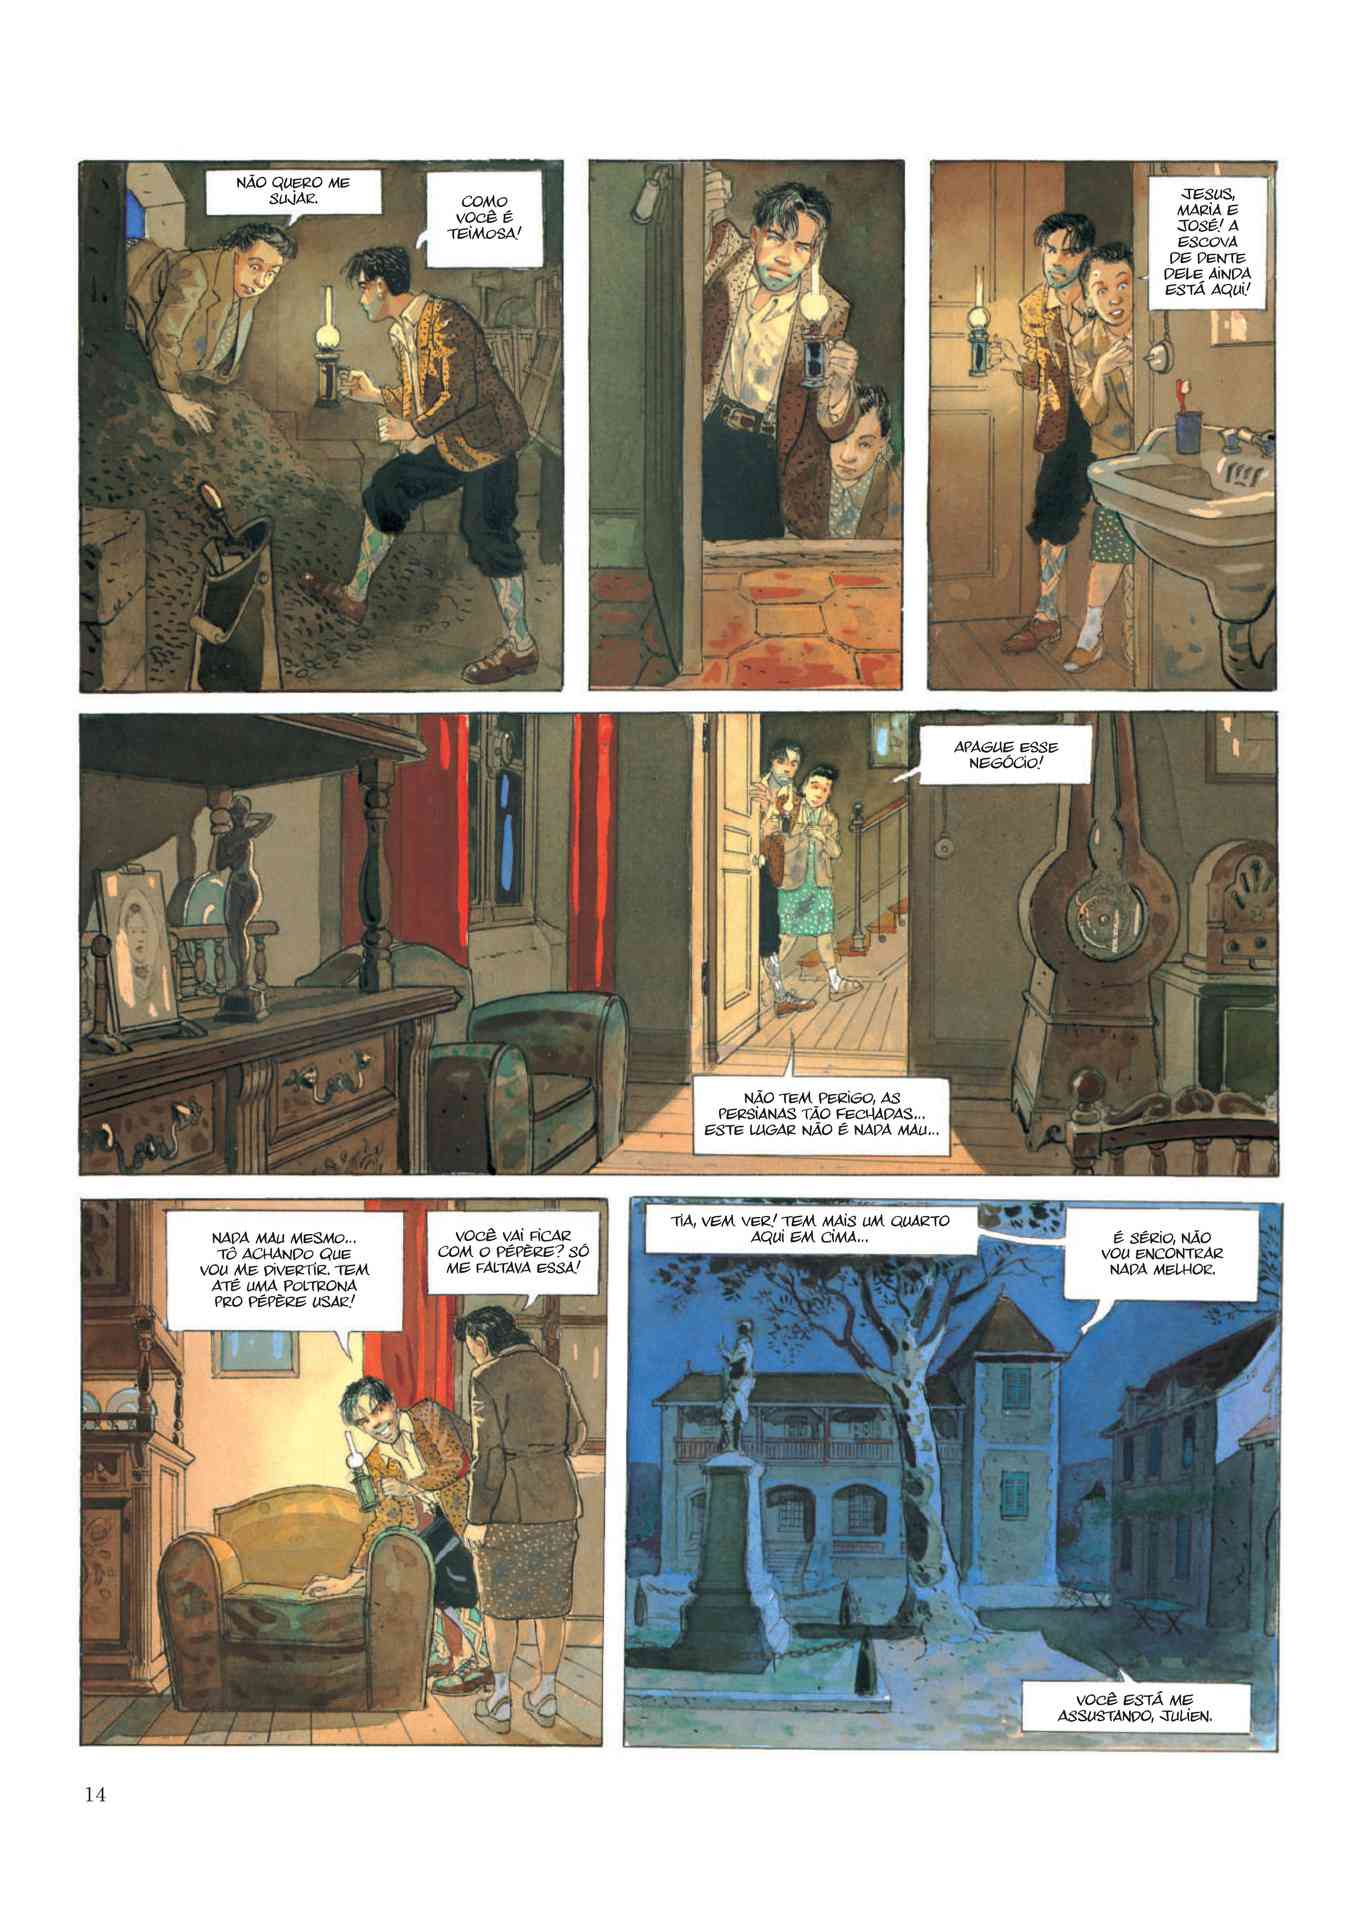 NÃO QUERO ME
SUJAR.
COMO
VOCÊ É
TEIMOSA!
JESUS,
MARIA E
JOSÉ! A
ESCOVA
DE DENTE
DELE AINDA
ESTÁ AQUI!
APAGUE ESSE
NEGÓCIO!
NÃO TEM PERIGO, AS
PERSIANAS TÃO FECHADAS...
ESTE LUGAR NÃO É NADA MAU...
NADA MAU MESMO...
TÔ ACHANDO QUE
VOU ME DIVERTIR. TEM
ATÉ UMA POLTRONA
PRO PÉPÈRE USAR!
VOCÊ VAI FICAR
COM O PÉPÈRE? SÓ
ME FALTAVA ESSA!
TIA, VEM VER! TEM MAIS UM QUARTO
AQUI EM CIMA...
É SÉRIO, NÃO
VOU ENCONTRAR
NADA MELHOR.
VOCÊ ESTÁ ME
ASSUSTANDO, JULIEN.
14